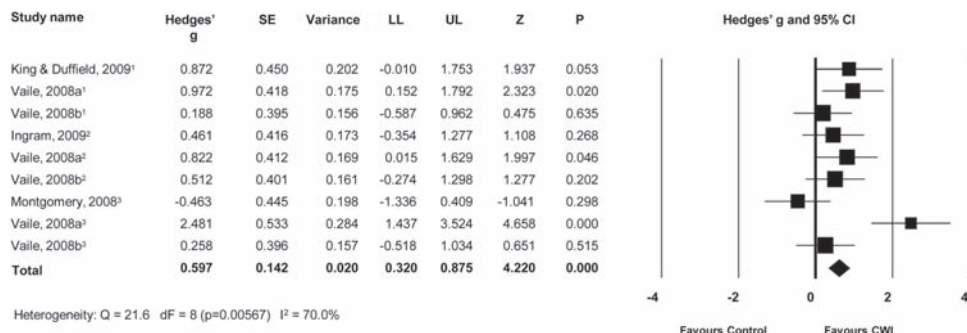 Study name Hedges' g SE Variance LL UL Z P Hedges' g and 95% CI
King & Duffield, 2009¹ 0.872 0.450 0.202 -0.010 1.753 1.937 0.053
Vaile, 2008a¹ 0.972 0.418 0.175 0.152 1.792 2.323 0.020
Vaile, 2008b¹ 0.188 0.395 0.156 -0.587 0.962 0.475 0.635
Ingram, 2009² 0.461 0.416 0.173 -0.354 1.277 1.108 0.268
Vaile, 2008a² 0.822 0.412 0.169 0.015 1.629 1.997 0.046
Vaile, 2008b² 0.512 0.401 0.161 -0.274 1.298 1.277 0.202
Montgomery, 2008³ -0.463 0.445 0.198 -1.336 0.409 -1.041 0.298
Vaile, 2008a³ 2.481 0.533 0.284 1.437 3.524 4.658 0.000
Vaile, 2008b³ 0.258 0.396 0.157 -0.518 1.034 0.651 0.515
Total 0.597 0.142 0.020 0.320 0.875 4.220 0.000
-4 -2 0 2 4
Heterogeneity: Q = 21.6 dF = 8 (p=0.00567) I² = 70.0%
Favours Control Favours CWI